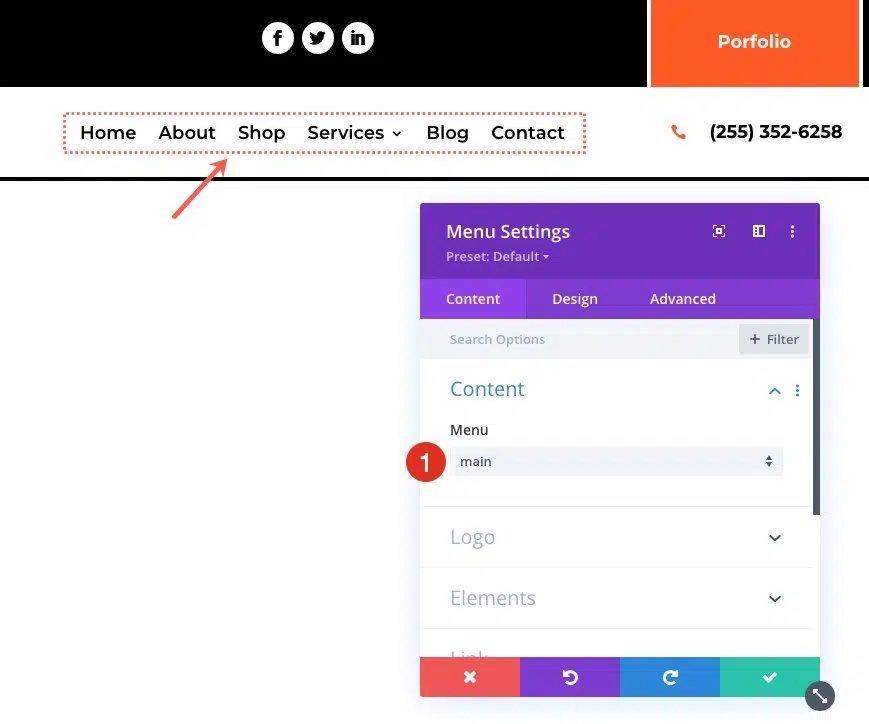 Porfolio
Home About Shop Services Blog Contact
(255) 352-6258
Menu Settings
Preset: Default
Content Design Advanced
Search Options
+ Filter
Content
Menu
1
main
Logo
Elements
Link